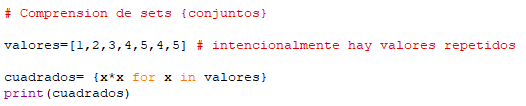 # Comprension de sets {conjuntos}
valores=[1,2,3,4,5,4,5] # intencionalmente hay valores repetidos
cuadrados= {x*x for x in valores}
print(cuadrados)